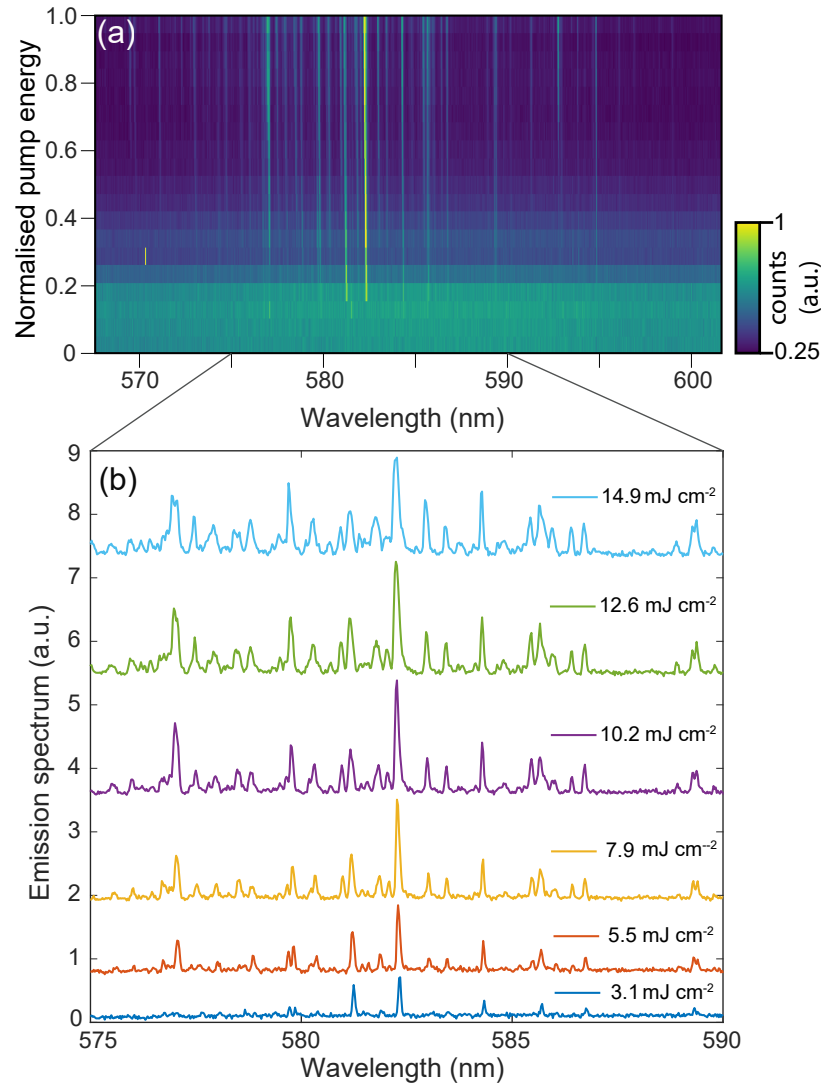 (a)
Normalised pump energy
1.0
0.8
0.6
0.4
0.2
0
570
580
590
600
Wavelength (nm)
1
0.25
counts
(a.u.)
(b)
Emission spectrum (a.u.)
9
8
7
6
5
4
3
2
1
0
14.9 mJ cm-2
12.6 mJ cm-2
10.2 mJ cm-2
7.9 mJ cm-2
5.5 mJ cm-2
3.1 mJ cm-2
575
580
585
590
Wavelength (nm)